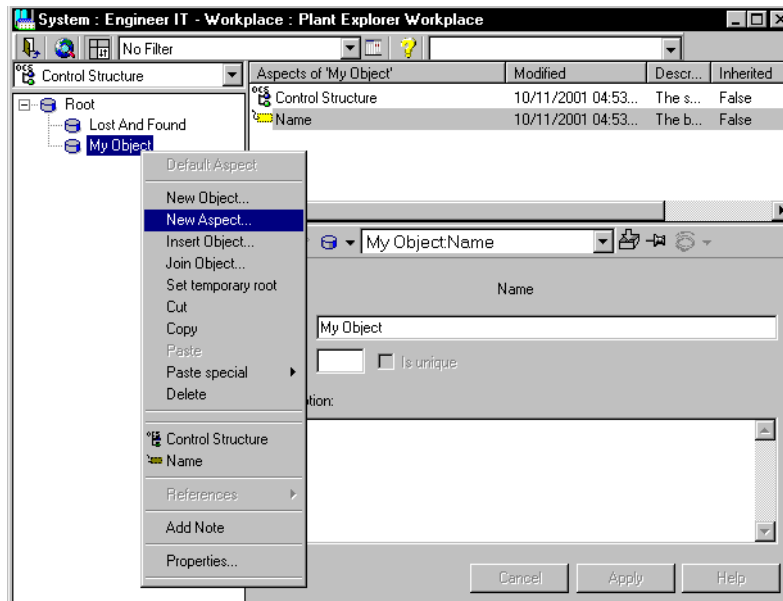 System : Engineer IT - Workplace : Plant Explorer Workplace
No Filter
Control Structure
Aspects of 'My Object' Modified Descr... Inherited
Control Structure 10/11/2001 04:53... The s... False
Name 10/11/2001 04:53... The b... False
Root
Lost And Found
My Object
Default Aspect
New Object...
New Aspect...
Insert Object...
Join Object...
Set temporary root
Cut
Copy
Paste
Paste special
Delete
Control Structure
Name
References
Add Note
Properties...
My Object:Name
Name
My Object
Is unique
tion:
Cancel Apply Help